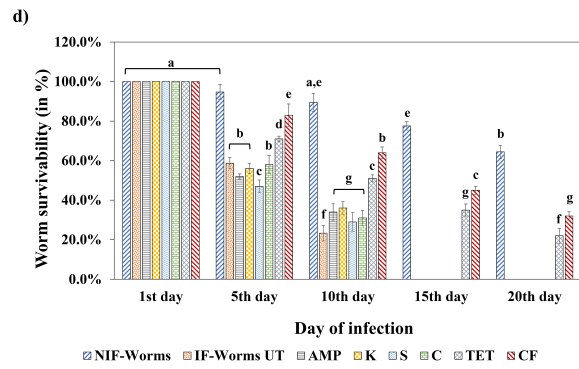 d)
120.0%
100.0%
80.0%
60.0%
40.0%
20.0%
0.0%
Worm survivability (in %)
a
b
c
b
d
e
a,e
f
g
c
b
e
g
c
b
f
g
1st day 5th day 10th day 15th day 20th day
Day of infection
NIF-Worms IF-Worms UT AMP K S C TET CF